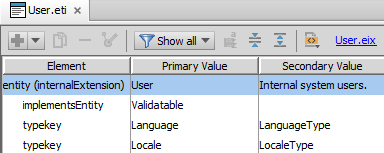 User.eti
Show all
User.eix
Element Primary Value Secondary Value
entity (internalExtension) User Internal system users.
implementsEntity Validatable
typekey Language LanguageType
typekey Locale LocaleType